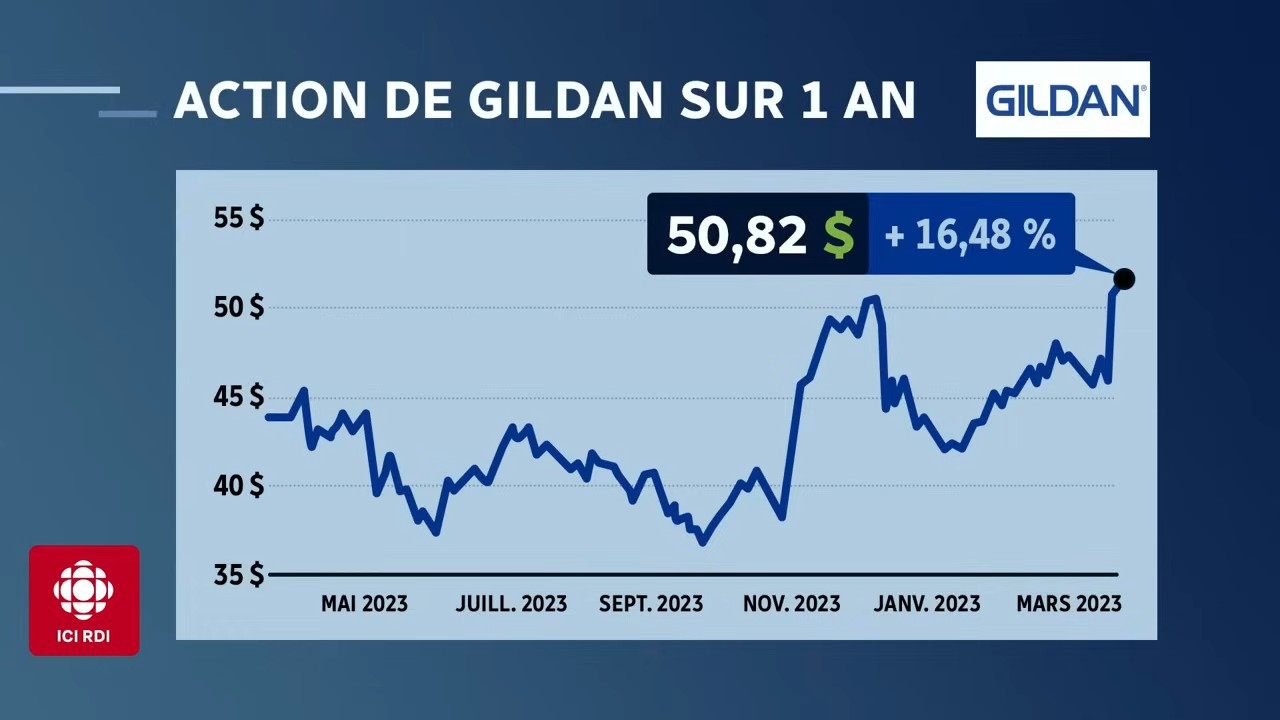 ACTION DE GILDAN SUR 1 AN
GILDAN®
55 $
50,82 $ + 16,48 %
50 $
45 $
40 $
35 $
MAI 2023 JUILL. 2023 SEPT. 2023 NOV. 2023 JANV. 2023 MARS 2023
ICI RDI